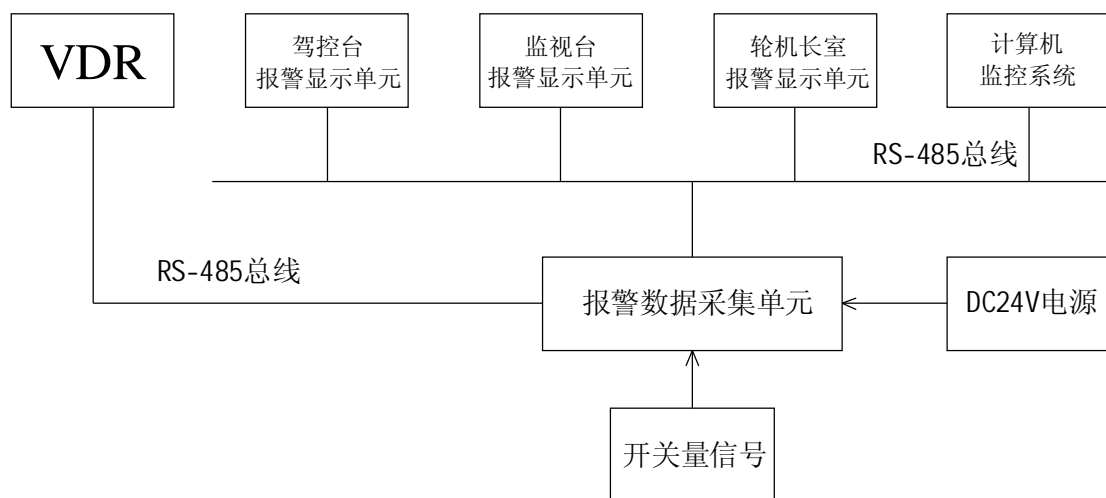 VDR
驾控台
报警显示单元
监视台
报警显示单元
轮机长室
报警显示单元
计算机
监控系统
RS-485总线
RS-485总线
报警数据采集单元
DC24V电源
开关量信号